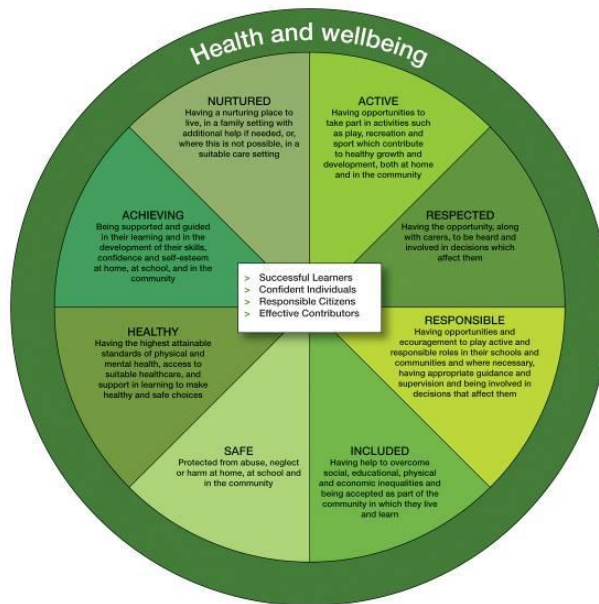 Health and wellbeing
NURTURED
Having a nurturing place to
live, in a family setting with
additional help if needed, or,
where this is not possible, in a
suitable care setting
ACTIVE
Having opportunities to
take part in activities such
as play, recreation and
sport which contribute
to healthy growth and
development, both at home
and in the community
ACHIEVING
Being supported and guided
in their learning and in the
development of their skills,
confidence and self-esteem
at home, at school, and in the
community
RESPECTED
Having the opportunity, along
with carers, to be heard and
involved in decisions which
affect them
> Successful Learners
> Confident Individuals
> Responsible Citizens
> Effective Contributors
HEALTHY
Having the highest attainable
standards of physical and
mental health, access to
suitable healthcare, and
support in learning to make
healthy and safe choices
RESPONSIBLE
Having opportunities and
ecouragement to play active and
responsible roles in their schools and
communities and where necessary,
having appropriate guidance and
supervision and being involved in
decisions that affect them
SAFE
Protected from abuse, neglect
or harm at home, at school and
in the community
INCLUDED
Having help to overcome
social, educational, physical
and economic inequalities and
being accepted as part of the
community in which they live
and learn